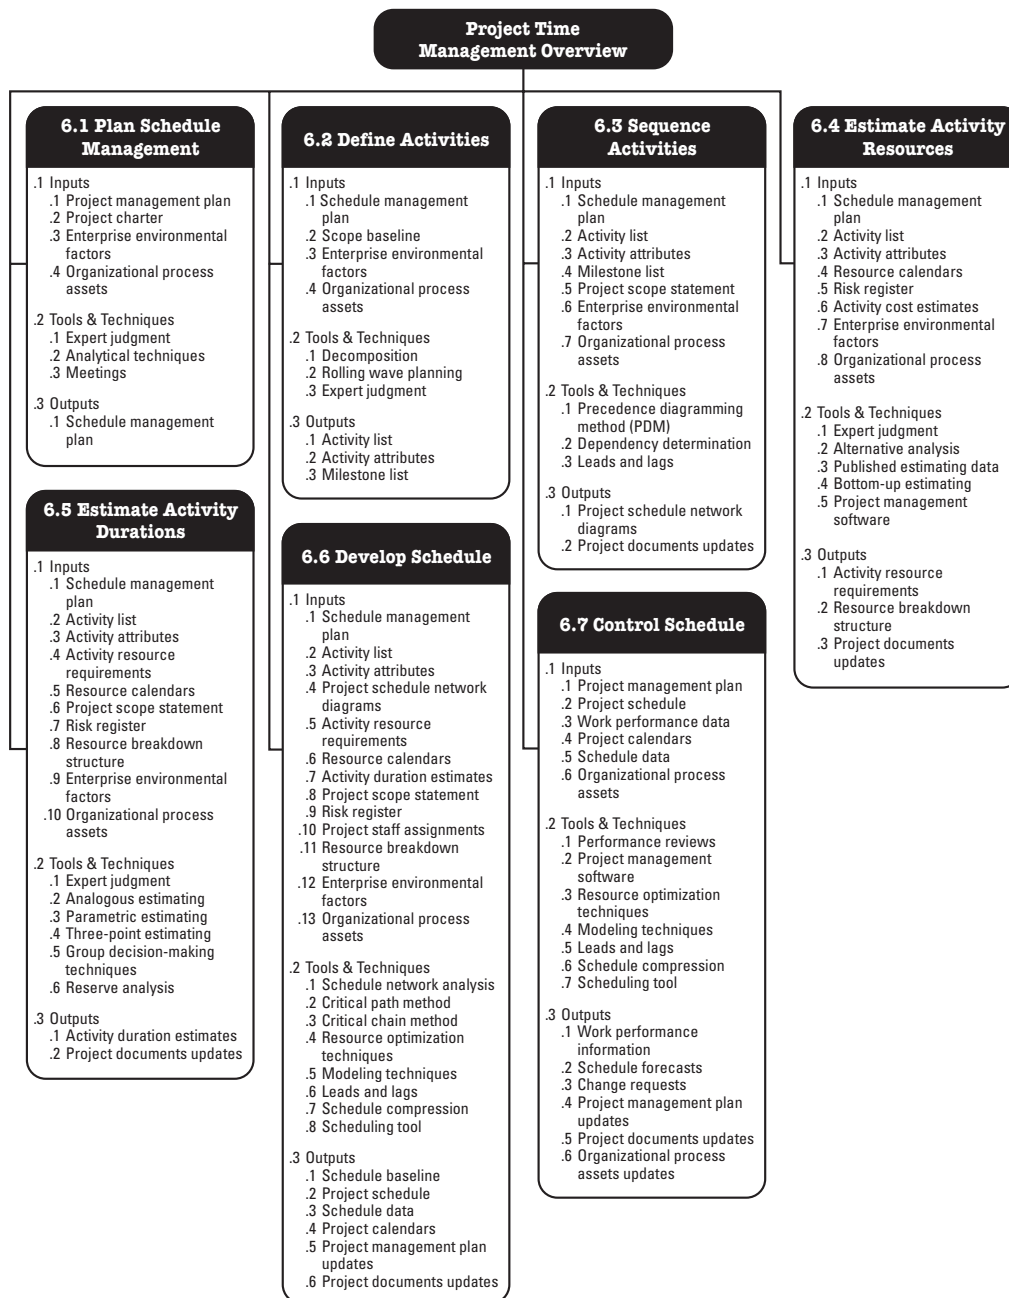 Project Time
Management Overview
6.1 Plan Schedule
Management
.1 Inputs
.1 Project management plan
.2 Project charter
.3 Enterprise environmental
factors
.4 Organizational process
assets
.2 Tools & Techniques
.1 Expert judgment
.2 Analytical techniques
.3 Meetings
.3 Outputs
.1 Schedule management
plan
6.2 Define Activities
.1 Inputs
.1 Schedule management
plan
.2 Scope baseline
.3 Enterprise environmental
factors
.4 Organizational process
assets
.2 Tools & Techniques
.1 Decomposition
.2 Rolling wave planning
.3 Expert judgment
.3 Outputs
.1 Activity list
.2 Activity attributes
.3 Milestone list
6.3 Sequence
Activities
.1 Inputs
.1 Schedule management
plan
.2 Activity list
.3 Activity attributes
.4 Milestone list
.5 Project scope statement
.6 Enterprise environmental
factors
.7 Organizational process
assets
.2 Tools & Techniques
.1 Precedence diagramming
method (PDM)
.2 Dependency determination
.3 Leads and lags
.3 Outputs
.1 Project schedule network
diagrams
.2 Project documents updates
6.4 Estimate Activity
Resources
.1 Inputs
.1 Schedule management
plan
.2 Activity list
.3 Activity attributes
.4 Resource calendars
.5 Risk register
.6 Activity cost estimates
.7 Enterprise environmental
factors
.8 Organizational process
assets
.2 Tools & Techniques
.1 Expert judgment
.2 Alternative analysis
.3 Published estimating data
.4 Bottom-up estimating
.5 Project management
software
.3 Outputs
.1 Activity resource
requirements
.2 Resource breakdown
structure
.3 Project documents
updates
6.5 Estimate Activity
Durations
.1 Inputs
.1 Schedule management
plan
.2 Activity list
.3 Activity attributes
.4 Activity resource
requirements
.5 Resource calendars
.6 Project scope statement
.7 Risk register
.8 Resource breakdown
structure
.9 Enterprise environmental
factors
.10 Organizational process
assets
.2 Tools & Techniques
.1 Expert judgment
.2 Analogous estimating
.3 Parametric estimating
.4 Three-point estimating
.5 Group decision-making
techniques
.6 Reserve analysis
.3 Outputs
.1 Activity duration estimates
.2 Project documents updates
6.6 Develop Schedule
.1 Inputs
.1 Schedule management
plan
.2 Activity list
.3 Activity attributes
.4 Project schedule network
diagrams
.5 Activity resource
requirements
.6 Resource calendars
.7 Activity duration estimates
.8 Project scope statement
.9 Risk register
.10 Project staff assignments
.11 Resource breakdown
structure
.12 Enterprise environmental
factors
.13 Organizational process
assets
.2 Tools & Techniques
.1 Schedule network analysis
.2 Critical path method
.3 Critical chain method
.4 Resource optimization
techniques
.5 Modeling techniques
.6 Leads and lags
.7 Schedule compression
.8 Scheduling tool
.3 Outputs
.1 Schedule baseline
.2 Project schedule
.3 Schedule data
.4 Project calendars
.5 Project management plan
updates
.6 Project documents updates
6.7 Control Schedule
.1 Inputs
.1 Project management plan
.2 Project schedule
.3 Work performance data
.4 Project calendars
.5 Schedule data
.6 Organizational process
assets
.2 Tools & Techniques
.1 Performance reviews
.2 Project management
software
.3 Resource optimization
techniques
.4 Modeling techniques
.5 Leads and lags
.6 Schedule compression
.7 Scheduling tool
.3 Outputs
.1 Work performance
information
.2 Schedule forecasts
.3 Change requests
.4 Project management plan
updates
.5 Project documents updates
.6 Organizational process
assets updates